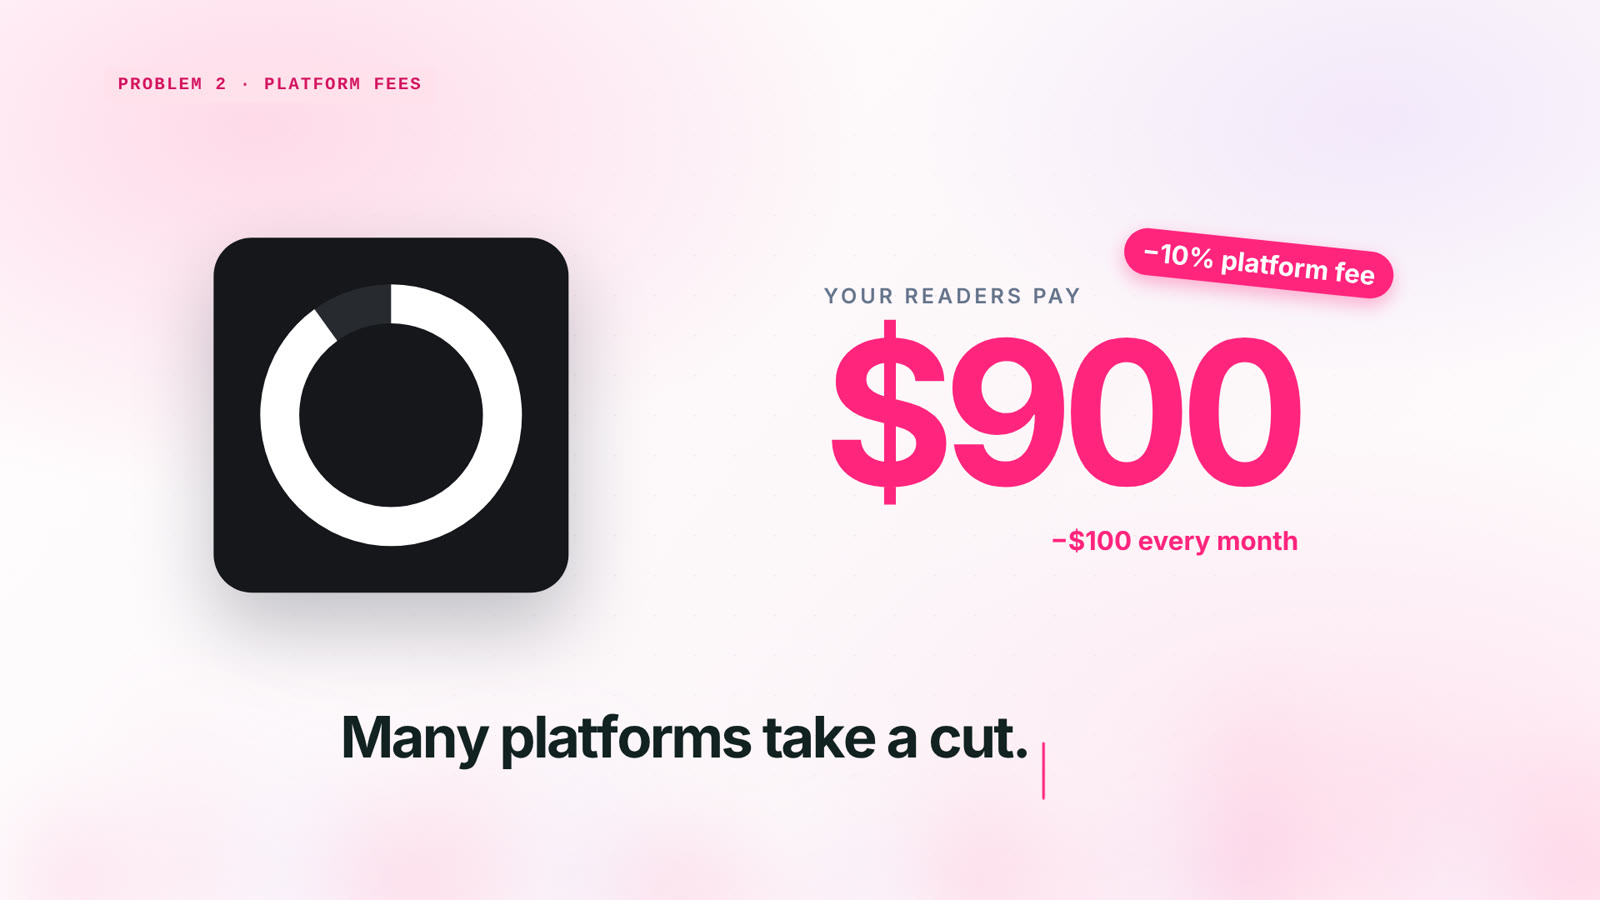 PROBLEM 2 · PLATFORM FEES
−10% platform fee
YOUR READERS PAY
$900
−$100 every month
Many platforms take a cut.